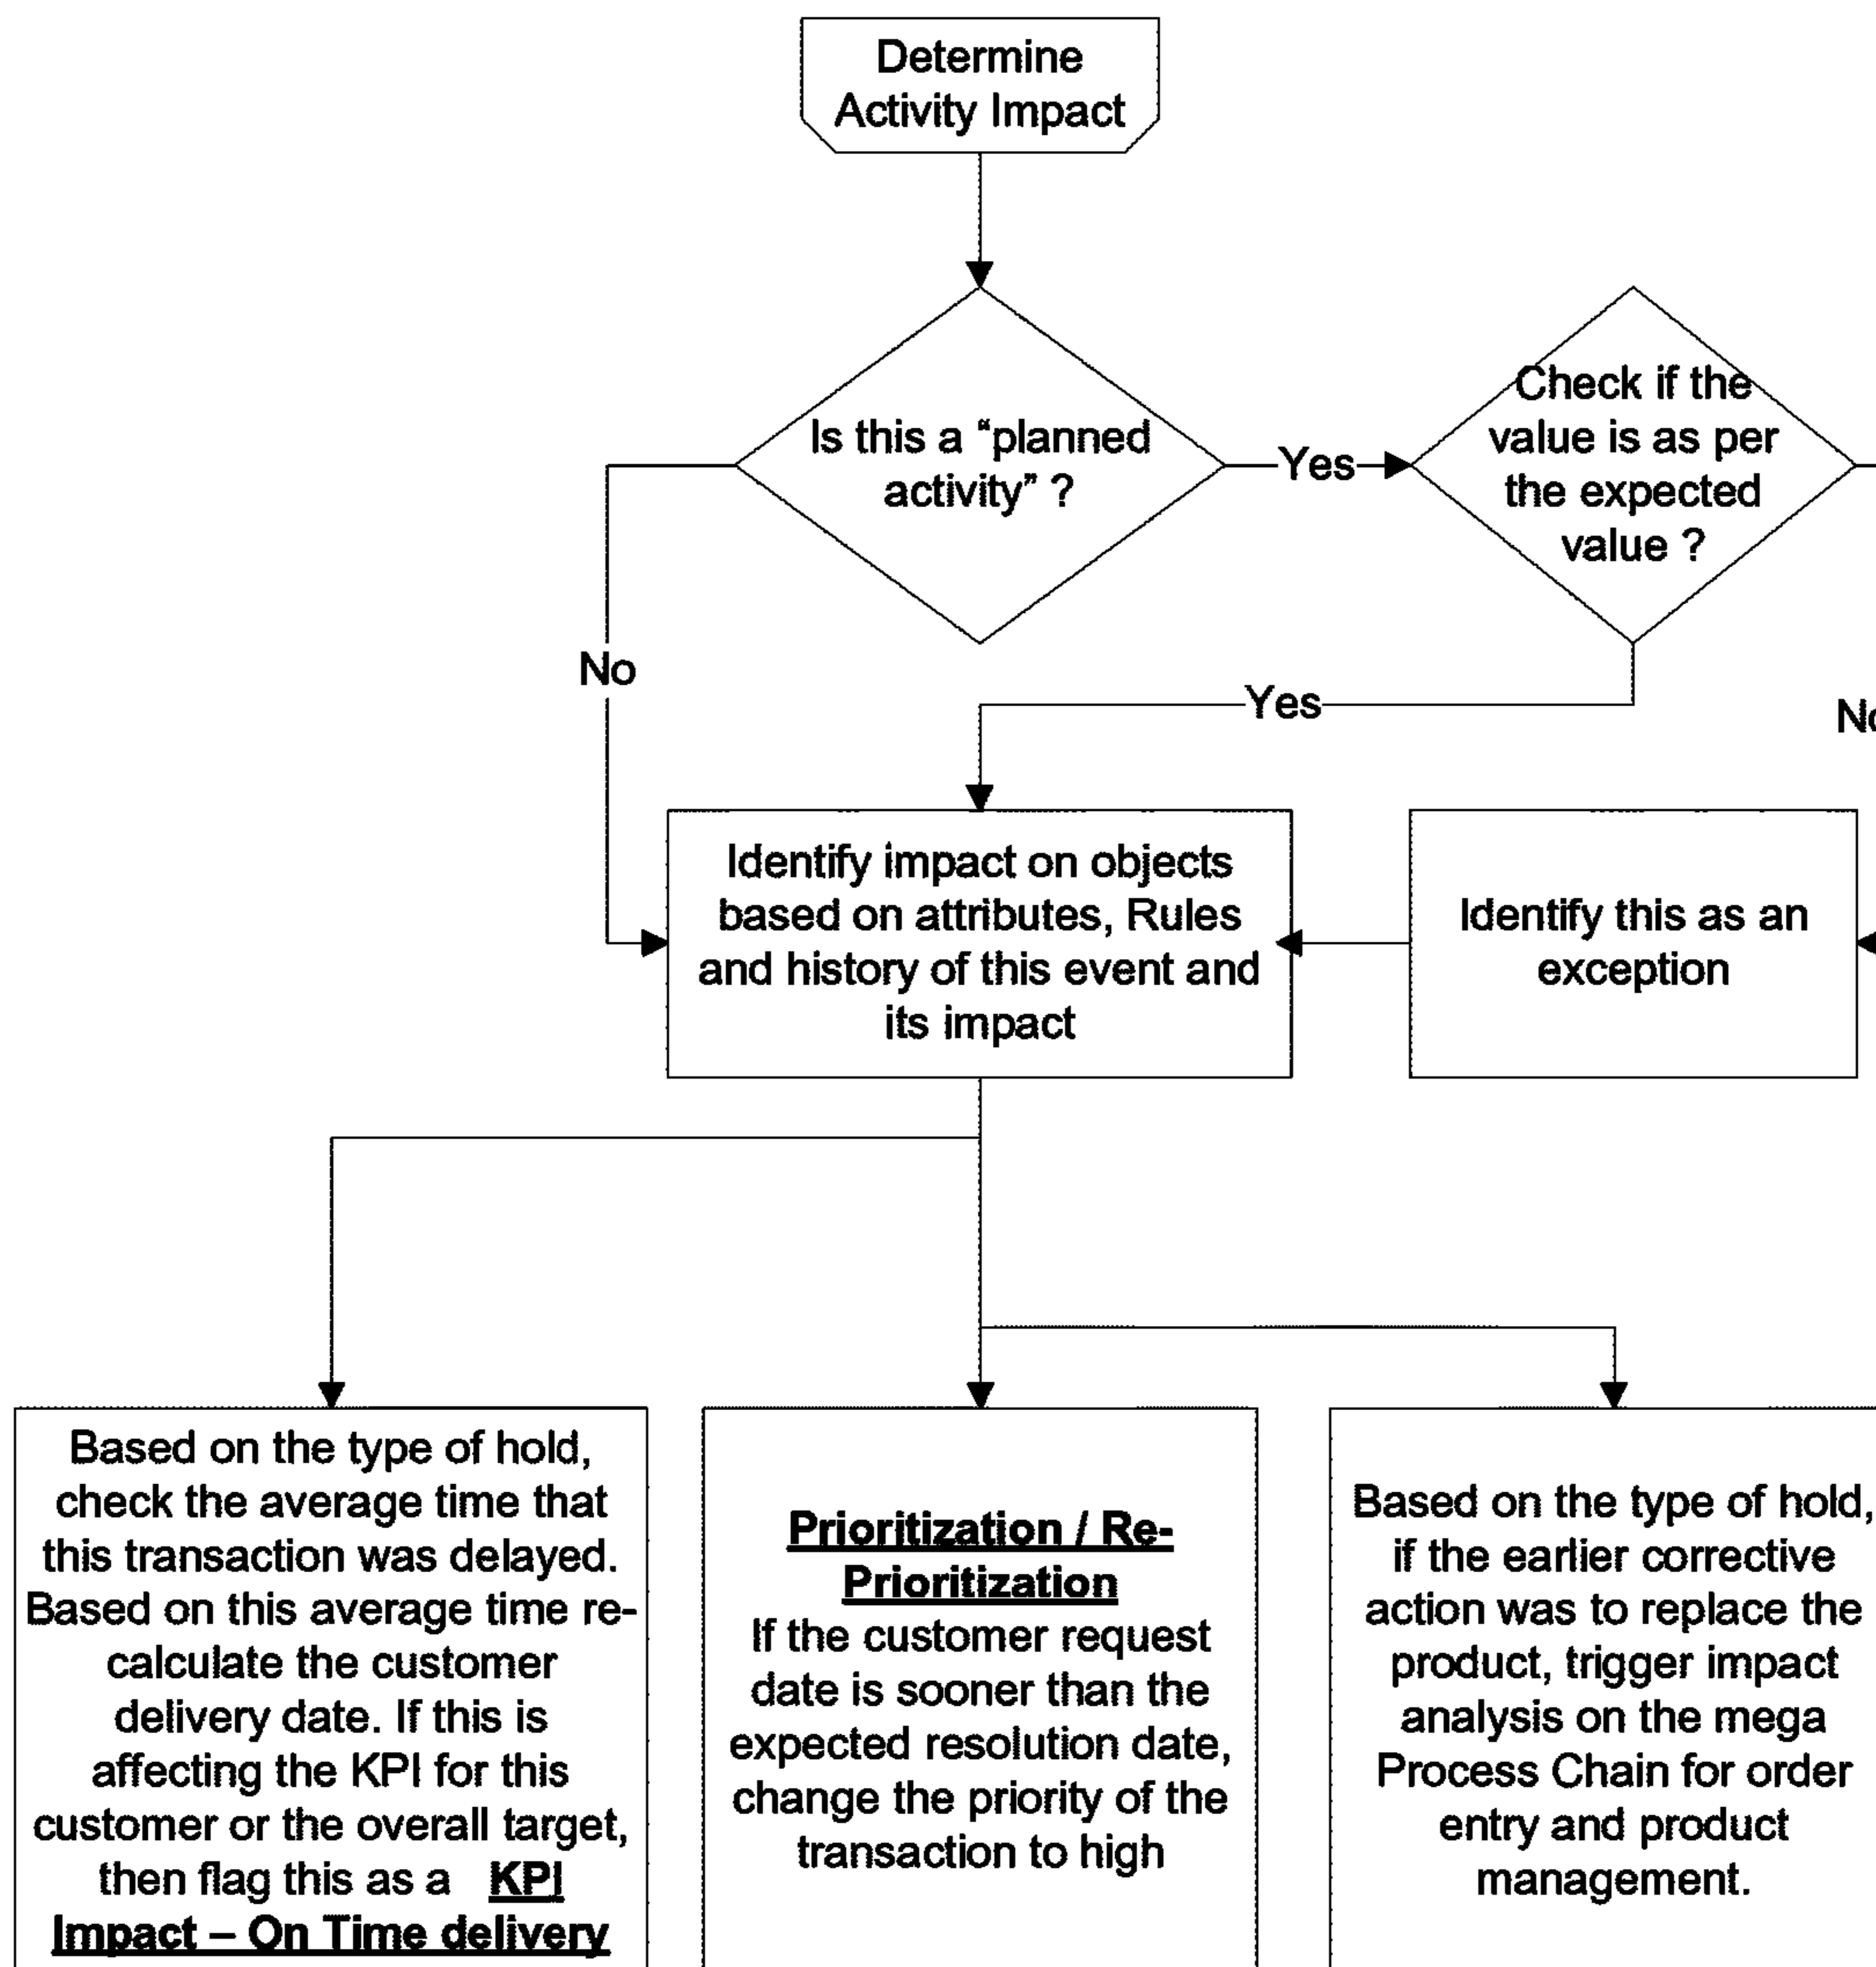 Determine
Activity Impact
Is this a “planned
activity” ?
Yes
Check if the
value is as per
the expected
value ?
No
Yes
Identify impact on objects
based on attributes, Rules
and history of this event and
its impact
Identify this as an
exception
Based on the type of hold,
check the average time that
this transaction was delayed.
Based on this average time re-
calculate the customer
delivery date. If this is
affecting the KPI for this
customer or the overall target,
then flag this as a KPI
Impact – On Time delivery
Prioritization / Re-
Prioritization
If the customer request
date is sooner than the
expected resolution date,
change the priority of the
transaction to high
Based on the type of hold,
if the earlier corrective
action was to replace the
product, trigger impact
analysis on the mega
Process Chain for order
entry and product
management.